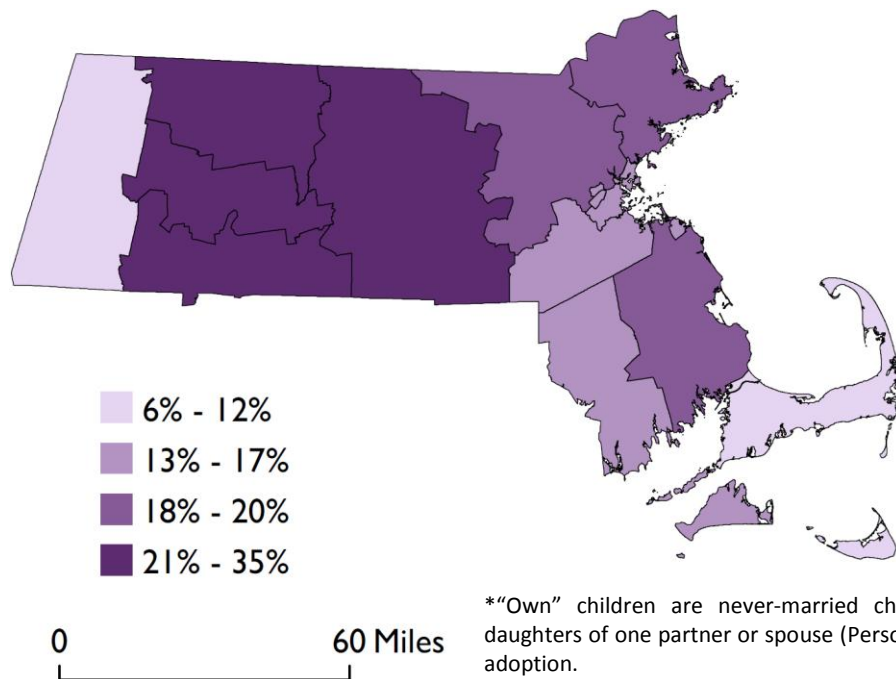 6% - 12%
13% - 17%
18% - 20%
21% - 35%
0 60 Miles
*“Own” children are never-married
daughters of one partner or spouse
adoption.